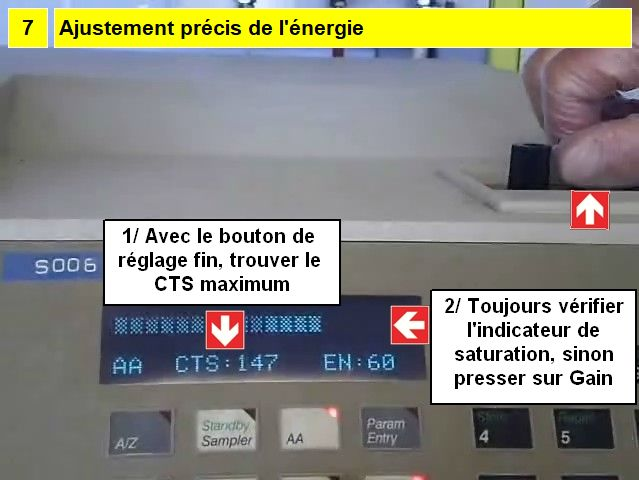 7 Ajustement précis de l'énergie
1/ Avec le bouton de
réglage fin, trouver le
CTS maximum
S006
2/ Toujours vérifier
l'indicateur de
saturation, sinon
presser sur Gain
AA CTS:147 EN:60
A/Z
Standby
Sampler
AA
Param
Entry
4
5